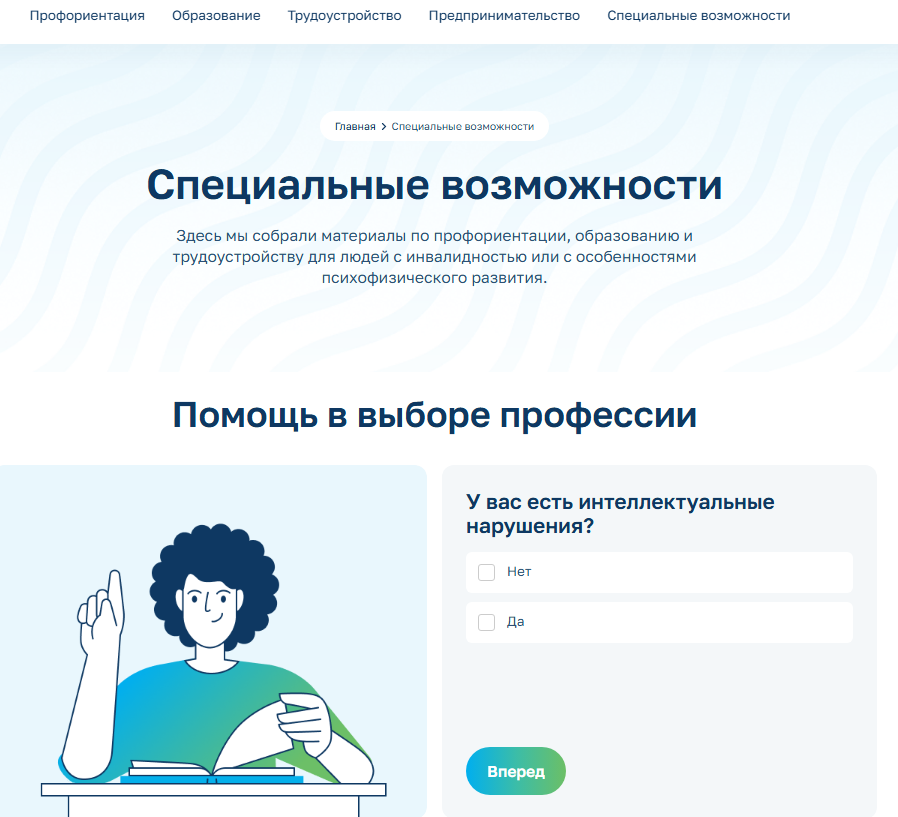 Профориентация Образование Трудоустройство Предпринимательство Специальные возможности
Главная > Специальные возможности
Специальные возможности
Здесь мы собрали материалы по профориентации, образованию и
трудоустройству для людей с инвалидностью или с особенностями
психофизического развития.
Помощь в выборе профессии
У вас есть интеллектуальные
нарушения?
Нет
Да
Вперед